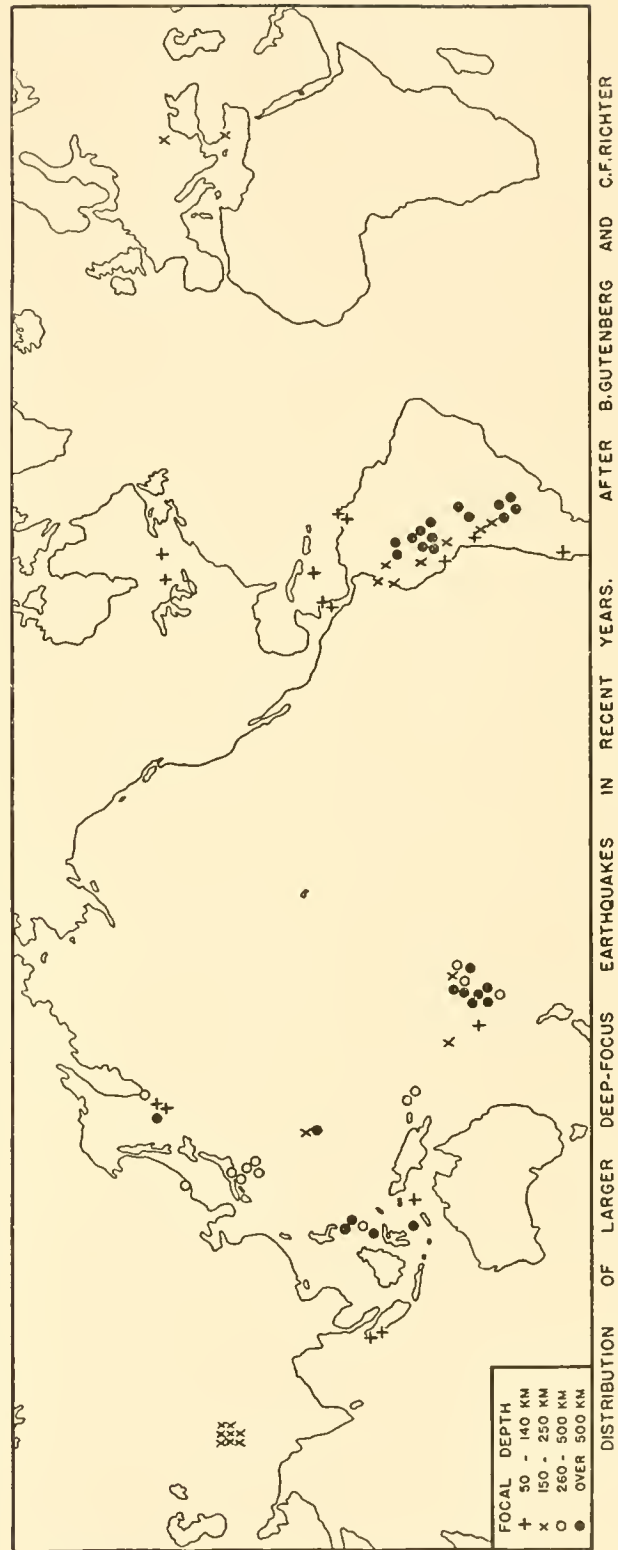 FOCAL DEPTH
+ 50 - 140 KM
x 150 - 250 KM
O 260 - 500 KM
● OVER 500 KM
DISTRIBUTION OF LARGER DEEP-FOCUS EARTHQUAKES IN RECENT YEARS. AFTER B.GUTENBERG AND C.F.RICHTER